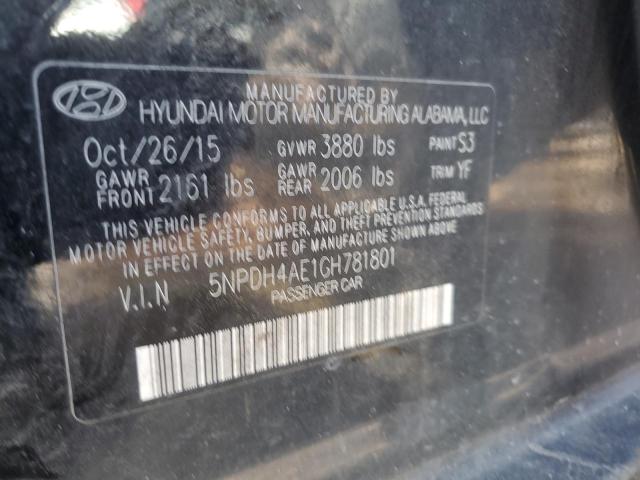 MANUFACTURED BY
HYUNDAI MOTOR MANUFACTURING ALABAMA, LLC
Oct/26/15 GVWR 3880 lbs PAINT S3
GAWR FRONT 2161 lbs GAWR REAR 2006 lbs TRIM YF
THIS VEHICLE CONFORMS TO ALL APPLICABLE U.S.A. FEDERAL
MOTOR VEHICLE SAFETY, BUMPER, AND THEFT PREVENTION STANDARDS
IN EFFECT ON THE DATE OF MANUFACTURE SHOWN ABOVE.
V.I.N 5NPDH4AE1GH781801
PASSENGER CAR